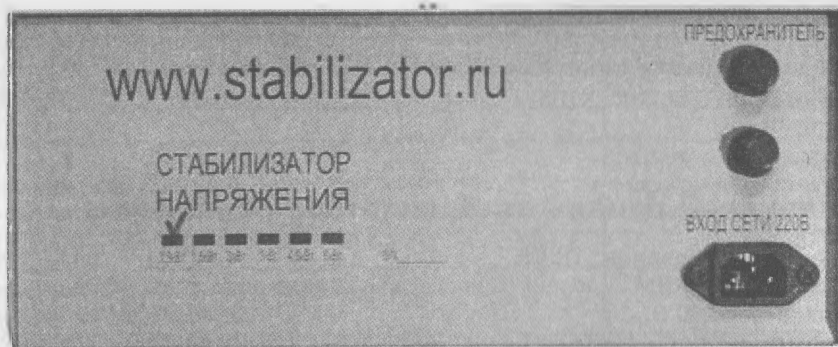 ПРЕДОХРАНИТЕЛЬ
www.stabilizator.ru
СТАБИЛИЗАТОР
НАПРЯЖЕНИЯ
ВХОД СЕТИ 220В